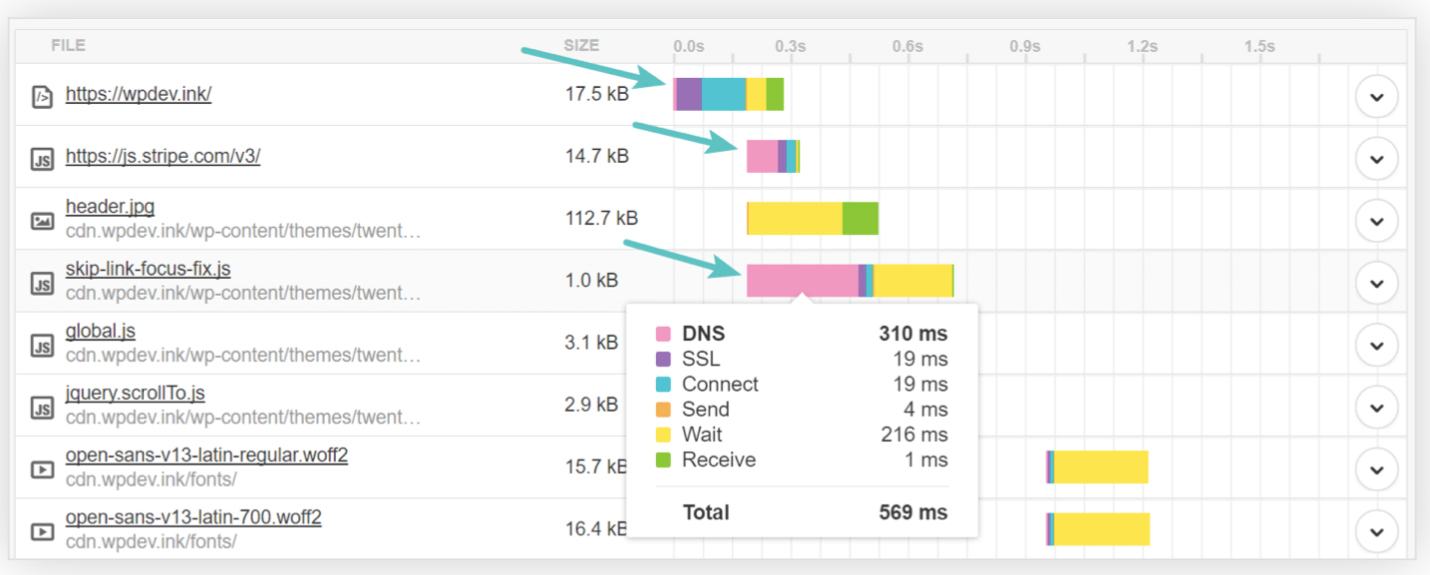 FILE SIZE 0.0s 0.3s 0.6s 0.9s 1.2s 1.5s
https://wpdev.ink/ 17.5 kB
JS https://js.stripe.com/v3/ 14.7 kB
header.jpg
cdn.wpdev.ink/wp-content/themes/twent… 112.7 kB
skip-link-focus-fix.js
JS cdn.wpdev.ink/wp-content/themes/twent… 1.0 kB
global.js
JS cdn.wpdev.ink/wp-content/themes/twent… 3.1 kB
jquery.scrollTo.js
JS cdn.wpdev.ink/wp-content/themes/twent… 2.9 kB
open-sans-v13-latin-regular.woff2
cdn.wpdev.ink/fonts/ 15.7 kB
open-sans-v13-latin-700.woff2
cdn.wpdev.ink/fonts/ 16.4 kB
DNS 310 ms
SSL 19 ms
Connect 19 ms
Send 4 ms
Wait 216 ms
Receive 1 ms
Total 569 ms